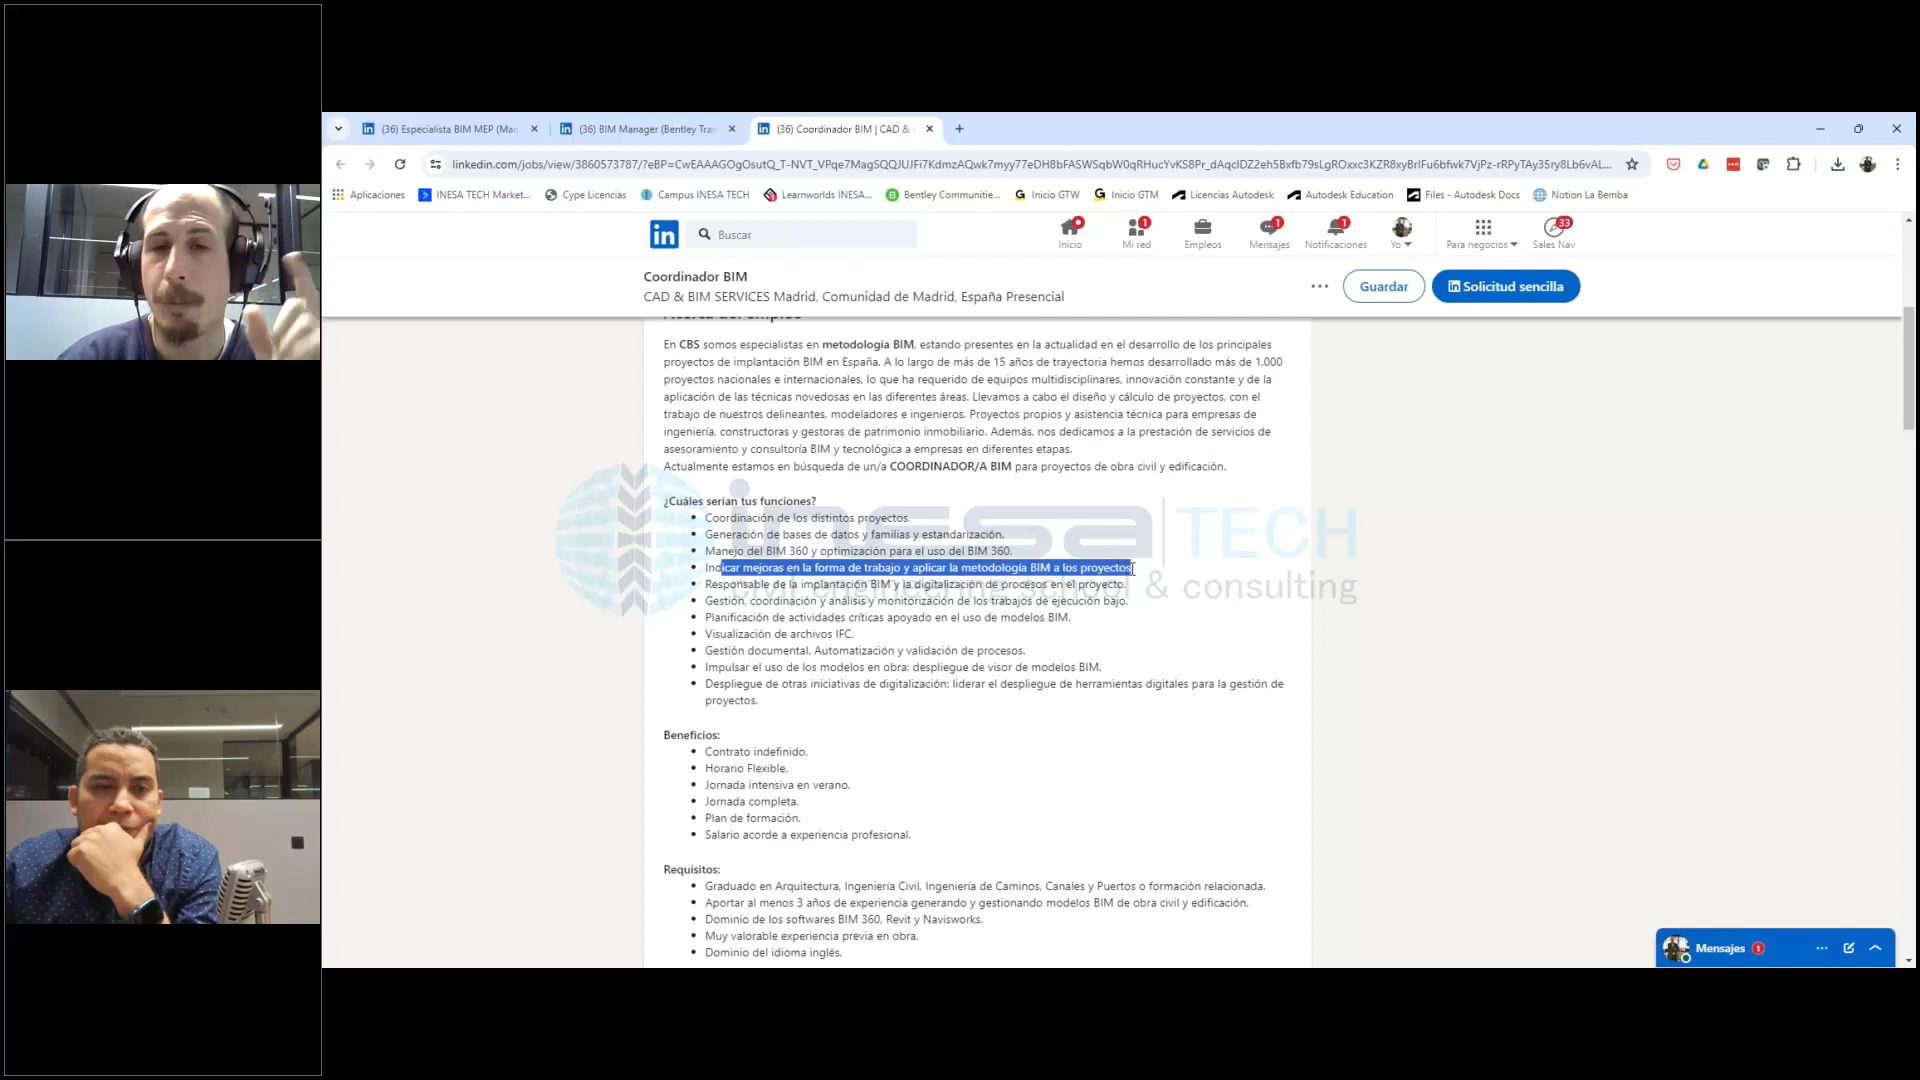 (36) Especialista BIM MEP (Mad
(36) BIM Manager (Bentley Tra
(36) Coordinador BIM | CAD &
Aplicaciones
INESA TECH Market...
Cype Licencias
Campus INESA TECH
Learnworlds INESA...
Bentley Communitie...
Inicio GTW
Inicio GTM
Licencias Autodesk
Autodesk Education
Files - Autodesk Docs
Notion La Bemba
in
Buscar
Inicio
1
Mi red
Empleos
1
Mensajes
1
Notificaciones
Yo
Para negocios
33
Sales Nav
Coordinador BIM
CAD & BIM SERVICES Madrid, Comunidad de Madrid, España Presencial
Guardar
Solicitud sencilla
En CBS somos especialistas en metodología BIM, estando presentes en la actualidad en el desarrollo de los principales
proyectos de implantación BIM en España. A lo largo de más de 15 años de trayectoria hemos desarrollado más de 1.000
proyectos nacionales e internacionales, lo que ha requerido de equipos multidisciplinares, innovación constante y de la
aplicación de las técnicas novedosas en las diferentes áreas. Llevamos a cabo el diseño y cálculo de proyectos, con el
trabajo de nuestros delineantes, modeladores e ingenieros. Proyectos propios y asistencia técnica para empresas de
ingeniería, constructoras y gestoras de patrimonio inmobiliario. Además, nos dedicamos a la prestación de servicios de
asesoramiento y consultoría BIM y tecnológica a empresas en diferentes etapas.
Actualmente estamos en búsqueda de un/a COORDINADOR/A BIM para proyectos de obra civil y edificación.
¿Cuáles serían tus funciones?
Coordinación de los distintos proyectos.
Generación de bases de datos y familias y estandarización.
Manejo del BIM 360 y optimización para el uso del BIM 360.
Indicar mejoras en la forma de trabajo y aplicar la metodología BIM a los proyectos.
Responsable de la implantación BIM y la digitalización de procesos en el proyecto.
Gestión, coordinación y análisis y monitorización de los trabajos de ejecución bajo.
Planificación de actividades críticas apoyado en el uso de modelos BIM.
Visualización de archivos IFC.
Gestión documental. Automatización y validación de procesos.
Impulsar el uso de los modelos en obra: despliegue de visor de modelos BIM.
Despliegue de otras iniciativas de digitalización: liderar el despliegue de herramientas digitales para la gestión de
proyectos.
inesa TECH
civil engineering school & consulting
Beneficios:
Contrato indefinido.
Horario Flexible.
Jornada intensiva en verano.
Jornada completa.
Plan de formación.
Salario acorde a experiencia profesional.
Requisitos:
Graduado en Arquitectura, Ingeniería Civil, Ingeniería de Caminos, Canales y Puertos o formación relacionada.
Aportar al menos 3 años de experiencia generando y gestionando modelos BIM de obra civil y edificación.
Dominio de los softwares BIM 360, Revit y Navisworks.
Muy valorable experiencia previa en obra.
Dominio del idioma inglés.
Mensajes 1